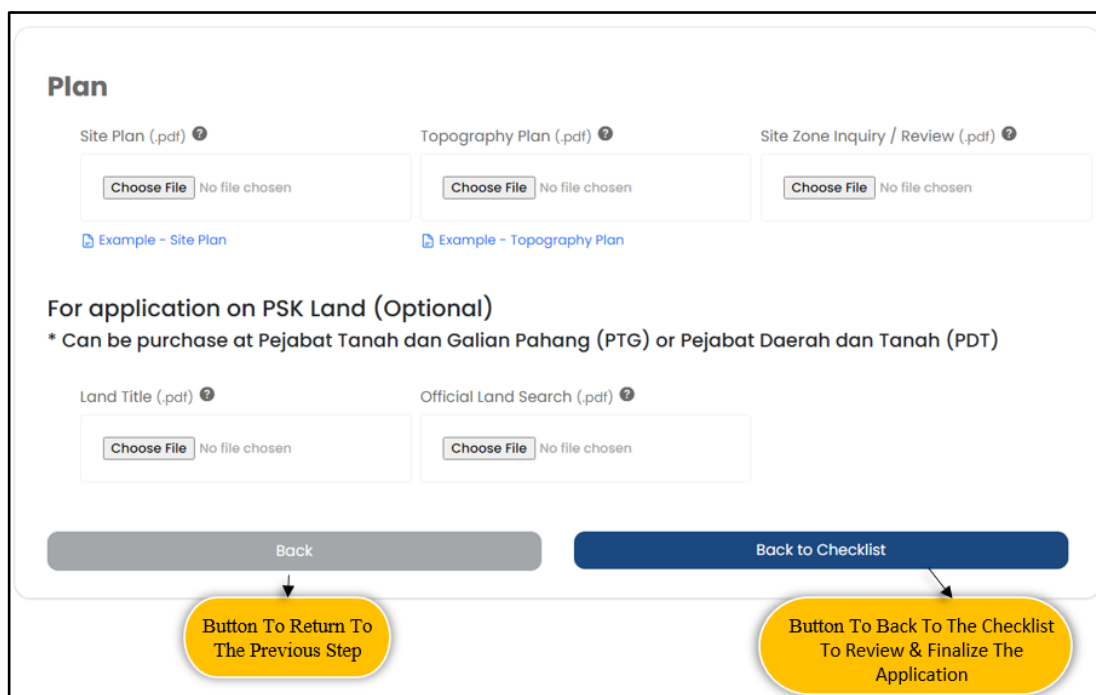 Plan
Site Plan (.pdf) ?
Topography Plan (.pdf) ?
Site Zone Inquiry / Review (.pdf) ?
Choose File No file chosen
Choose File No file chosen
Choose File No file chosen
Example - Site Plan
Example - Topography Plan
For application on PSK Land (Optional)
* Can be purchase at Pejabat Tanah dan Galian Pahang (PTG) or Pejabat Daerah dan Tanah (PDT)
Land Title (.pdf) ?
Official Land Search (.pdf) ?
Choose File No file chosen
Choose File No file chosen
Back
Back to Checklist
Button To Return To
The Previous Step
Button To Back To The Checklist
To Review & Finalize The
Application